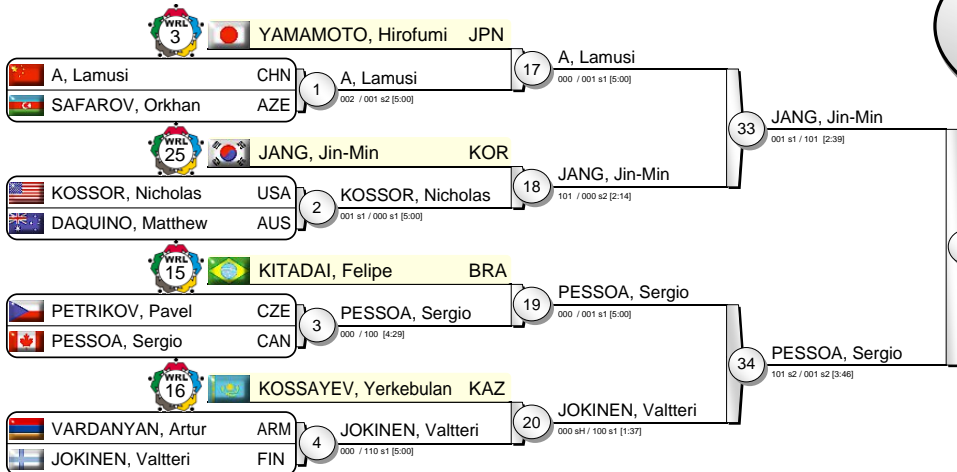 WRL
3
YAMAMOTO, Hirofumi JPN
A, Lamusi CHN
SAFAROV, Orkhan AZE
1
A, Lamusi
002 / 001 s2 [5:00]
17
A, Lamusi
000 / 001 s1 [5:00]
WRL
25
JANG, Jin-Min KOR
KOSSOR, Nicholas USA
DAQUINO, Matthew AUS
2
KOSSOR, Nicholas
001 s1 / 000 s1 [5:00]
18
JANG, Jin-Min
101 / 000 s2 [2:14]
33
JANG, Jin-Min
001 s1 / 101 [2:39]
WRL
15
KITADAI, Felipe BRA
PETRIKOV, Pavel CZE
PESSOA, Sergio CAN
3
PESSOA, Sergio
000 / 100 [4:29]
19
PESSOA, Sergio
000 / 001 s1 [5:00]
WRL
16
KOSSAYEV, Yerkebulan KAZ
VARDANYAN, Artur ARM
JOKINEN, Valtteri FIN
4
JOKINEN, Valtteri
000 / 110 s1 [5:00]
20
JOKINEN, Valtteri
000 sH / 100 s1 [1:37]
34
PESSOA, Sergio
101 s2 / 001 s2 [3:46]